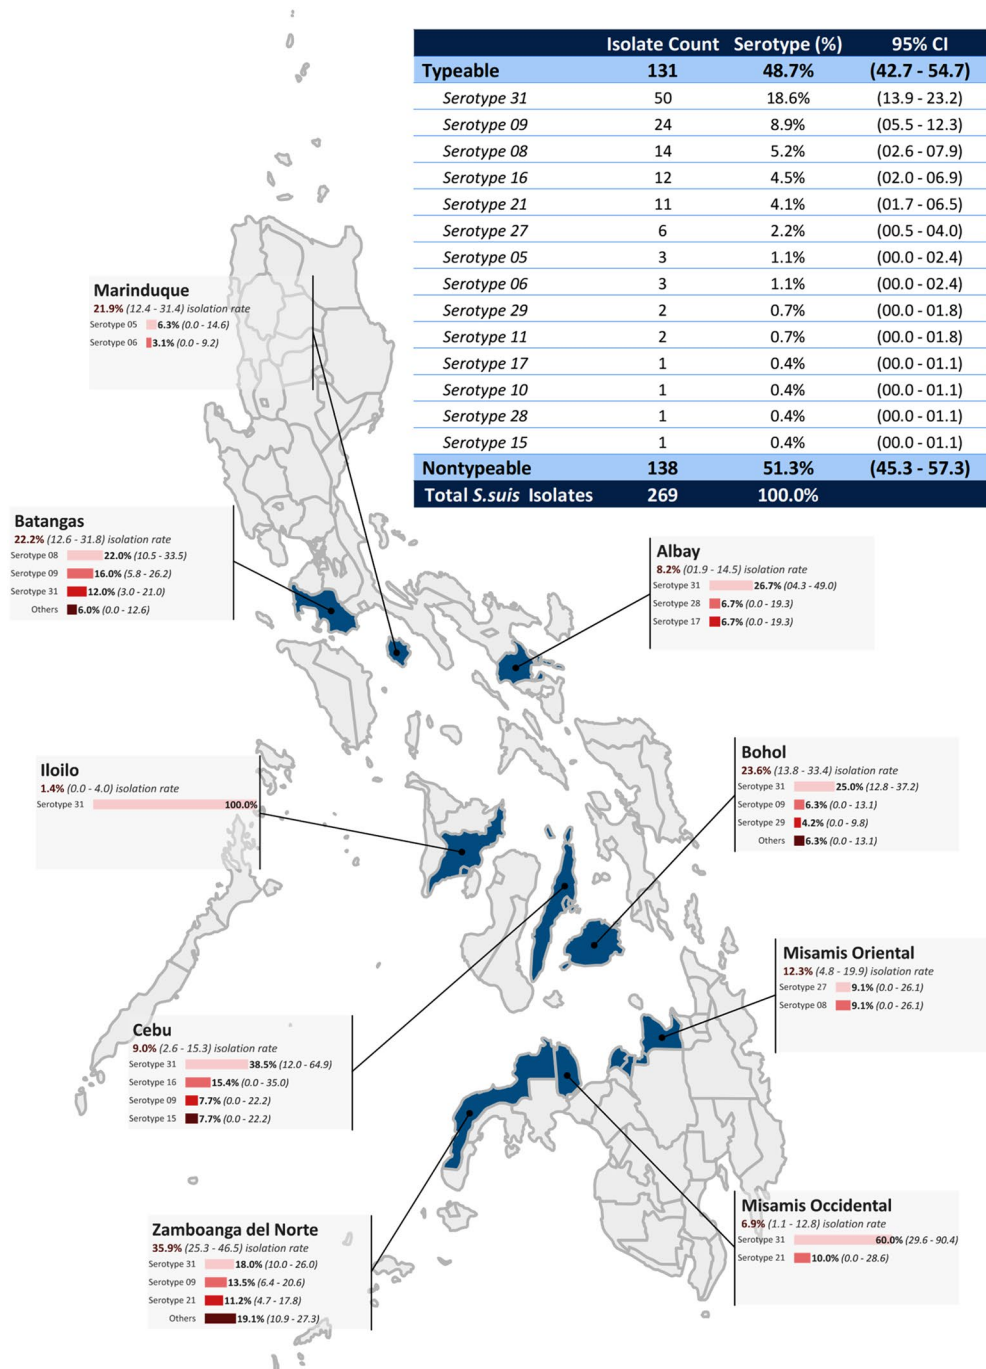 Isolate Count Serotype (%) 95% CI
Typeable 131 48.7% (42.7 - 54.7)
Serotype 31 50 18.6% (13.9 - 23.2)
Serotype 09 24 8.9% (05.5 - 12.3)
Serotype 08 14 5.2% (02.6 - 07.9)
Serotype 16 12 4.5% (02.0 - 06.9)
Serotype 21 11 4.1% (01.7 - 06.5)
Serotype 27 6 2.2% (00.5 - 04.0)
Serotype 05 3 1.1% (00.0 - 02.4)
Serotype 06 3 1.1% (00.0 - 02.4)
Serotype 29 2 0.7% (00.0 - 01.8)
Serotype 11 2 0.7% (00.0 - 01.8)
Serotype 17 1 0.4% (00.0 - 01.1)
Serotype 10 1 0.4% (00.0 - 01.1)
Serotype 28 1 0.4% (00.0 - 01.1)
Serotype 15 1 0.4% (00.0 - 01.1)
Nontypeable 138 51.3% (45.3 - 57.3)
Total S.suis Isolates 269 100.0%
Marinduque
21.9% (12.4 - 31.4) isolation rate
Serotype 05 6.3% (0.0 - 14.6)
Serotype 06 3.1% (0.0 - 9.2)
Batangas
22.2% (12.6 - 31.8) isolation rate
Serotype 08 22.0% (10.5 - 33.5)
Serotype 09 16.0% (5.8 - 26.2)
Serotype 31 12.0% (3.0 - 21.0)
Others 6.0% (0.0 - 12.6)
Albay
8.2% (01.9 - 14.5) isolation rate
Serotype 31 26.7% (04.3 - 49.0)
Serotype 28 6.7% (0.0 - 19.3)
Serotype 17 6.7% (0.0 - 19.3)
Iloilo
1.4% (0.0 - 4.0) isolation rate
Serotype 31 100.0%
Bohol
23.6% (13.8 - 33.4) isolation rate
Serotype 31 25.0% (12.8 - 37.2)
Serotype 09 6.3% (0.0 - 13.1)
Serotype 29 4.2% (0.0 - 9.8)
Others 6.3% (0.0 - 13.1)
Misamis Oriental
12.3% (4.8 - 19.9) isolation rate
Serotype 27 9.1% (0.0 - 26.1)
Serotype 08 9.1% (0.0 - 26.1)
Cebu
9.0% (2.6 - 15.3) isolation rate
Serotype 31 38.5% (12.0 - 64.9)
Serotype 16 15.4% (0.0 - 35.0)
Serotype 09 7.7% (0.0 - 22.2)
Serotype 15 7.7% (0.0 - 22.2)
Misamis Occidental
6.9% (1.1 - 12.8) isolation rate
Serotype 31 60.0% (29.6 - 90.4)
Serotype 21 10.0% (0.0 - 28.6)
Zamboanga del Norte
35.9% (25.3 - 46.5) isolation rate
Serotype 31 18.0% (10.0 - 26.0)
Serotype 09 13.5% (6.4 - 20.6)
Serotype 21 11.2% (4.7 - 17.8)
Others 19.1% (10.9 - 27.3)